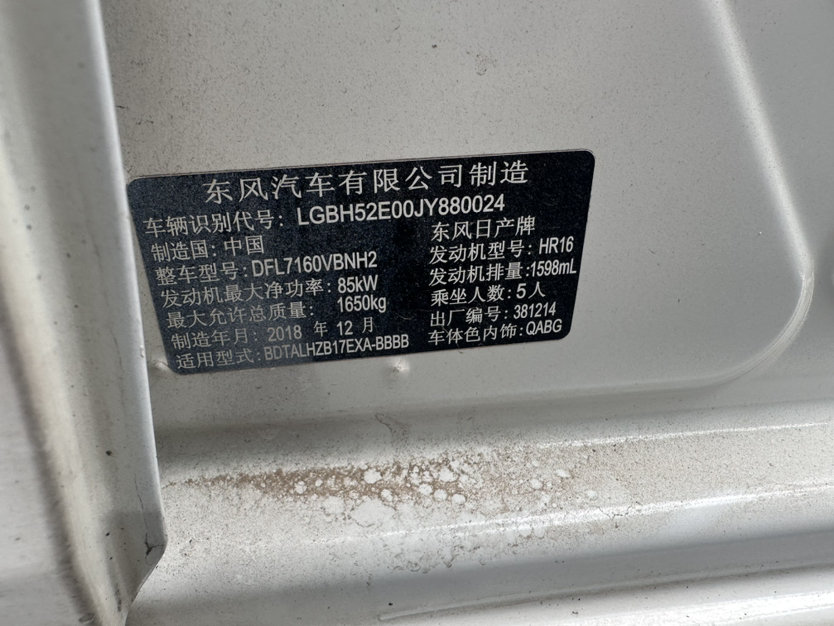 东风汽车有限公司制造
车辆识别代号: LGBH52E00JY880024
制造国: 中国 东风日产牌
整车型号: DFL7160VBNH2 发动机型号: HR16
发动机最大净功率: 85kW 发动机排量: 1598mL
最大允许总质量: 1650kg 乘坐人数: 5人
制造年月: 2018 年 12 月 出厂编号: 381214
适用型式: BDTALHZB17EXA-BBBB 车体色内饰: QABG